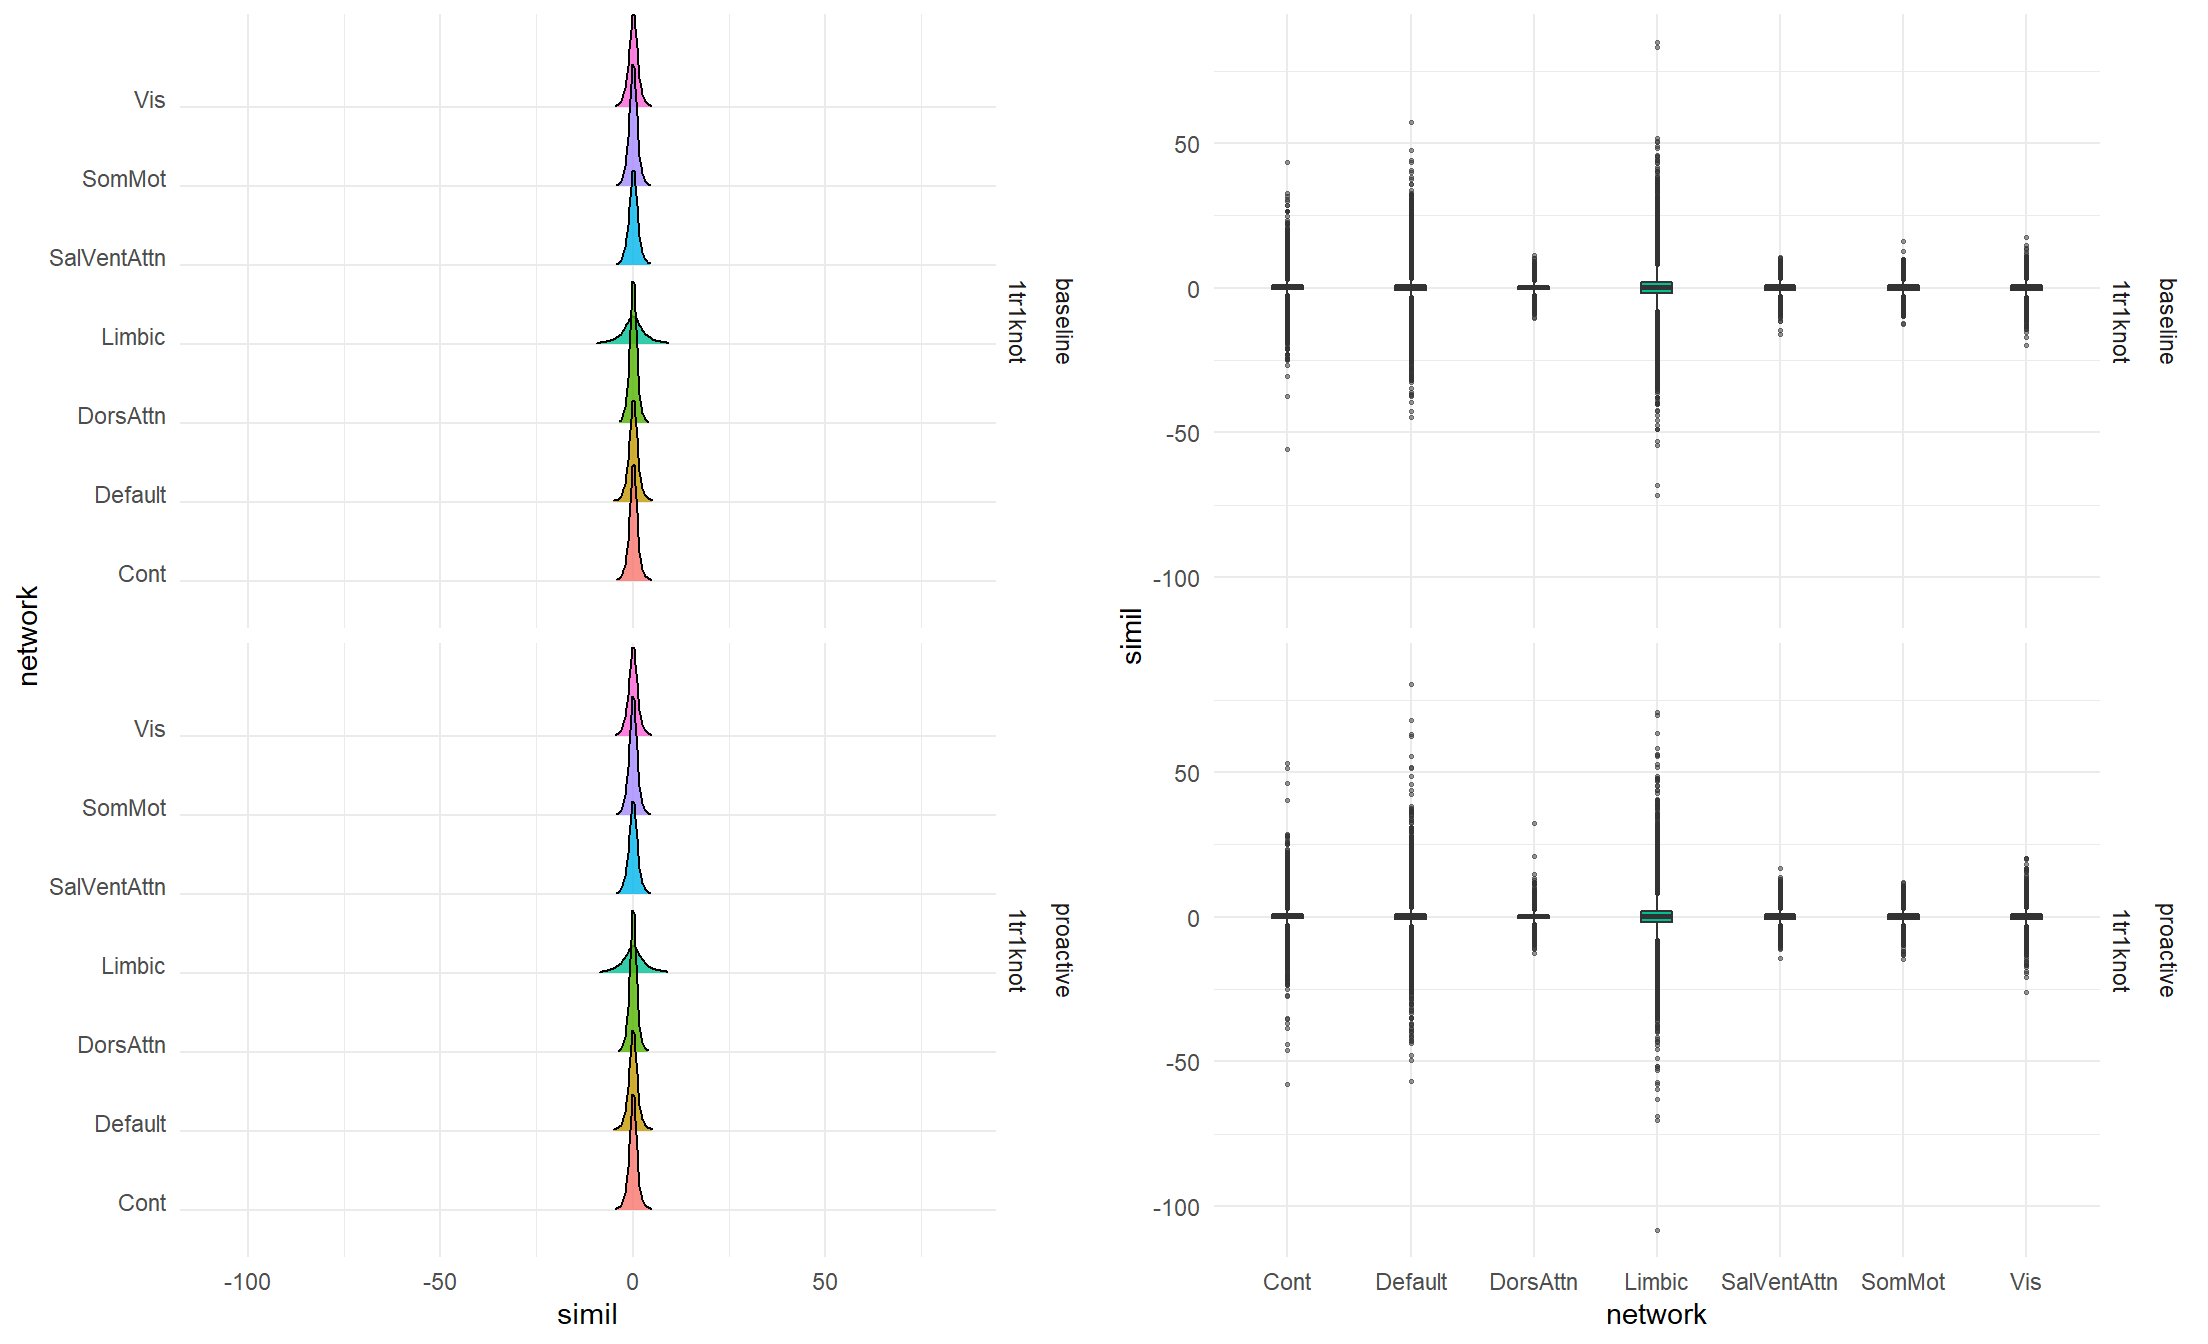 network
Vis
SomMot
SalVentAttn
Limbic
DorsAttn
Default
Cont
baseline
1tr1knot
Vis
SomMot
SalVentAttn
Limbic
DorsAttn
Default
Cont
proactive
1tr1knot
-100 -50 0 50
simil
simil
50
0
-50
-100
baseline
1tr1knot
50
0
-50
-100
proactive
1tr1knot
Cont Default DorsAttn Limbic SalVentAttn SomMot Vis
network